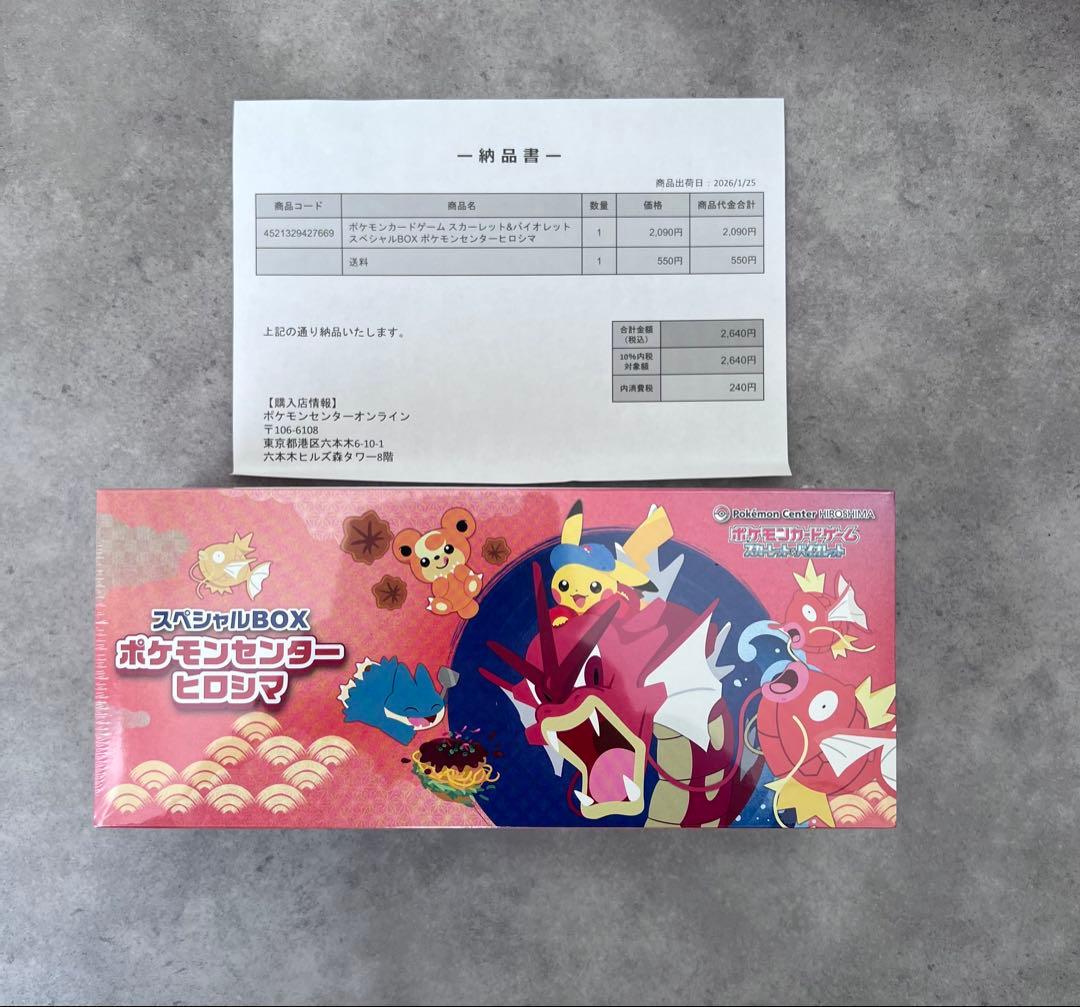 ー 納 品 書 ー
商品出荷日：2026/1/25
商品コード 商品名 数量 価格 商品代金合計
4521329427669 ポケモンカードゲーム スカーレット&バイオレット 1 2,090円 2,090円
スペシャルBOX ポケモンセンターヒロシマ
送料 1 550円 550円
上記の通り納品いたします。
合計金額 2,640円
（税込）
10%内税 2,640円
対象額
内消費税 240円
【購入店情報】
ポケモンセンターオンライン
〒106-6108
東京都港区六本木6-10-1
六本木ヒルズ森タワー8階
Pokémon Center HIROSHIMA
ポケモンカードゲーム
スカーレット&バイオレット
スペシャルBOX
ポケモンセンター
ヒロシマ